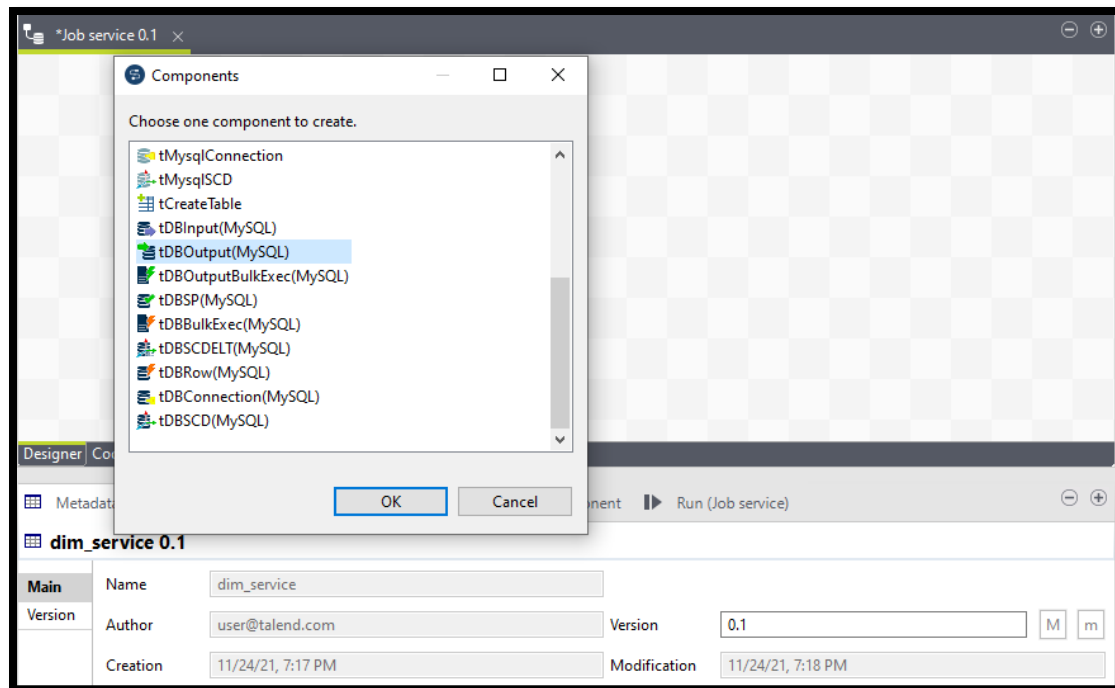 *Job service 0.1
Components
Choose one component to create.
tMysqlConnection
tMysqlSCD
tCreateTable
tDBInput(MySQL)
tDBOutput(MySQL)
tDBOutputBulkExec(MySQL)
tDBSP(MySQL)
tDBBulkExec(MySQL)
tDBSCDELT(MySQL)
tDBRow(MySQL)
tDBConnection(MySQL)
tDBSCD(MySQL)
Designer
OK Cancel
Run (Job service)
dim_service 0.1
Main Name dim_service
Version Author user@talend.com Version 0.1 M m
Creation 11/24/21, 7:17 PM Modification 11/24/21, 7:18 PM